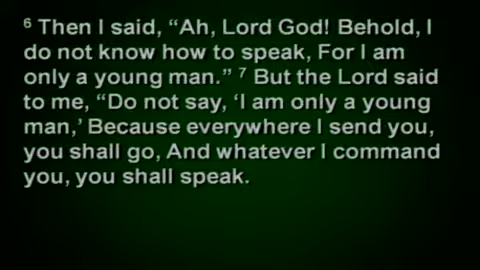 ⁶ Then I said, “Ah, Lord God! Behold, I
do not know how to speak, For I am
only a young man.” ⁷ But the Lord said
to me, “Do not say, ‘I am only a young
man,’ Because everywhere I send you,
you shall go, And whatever I command
you, you shall speak.